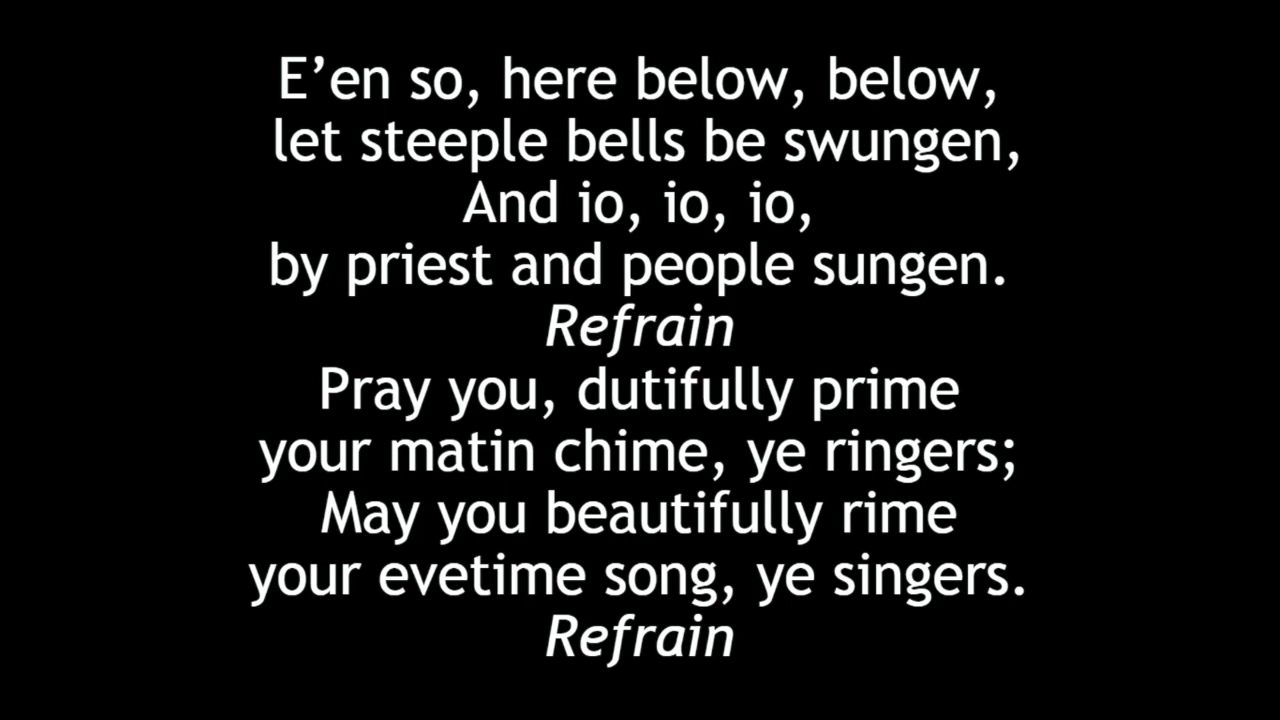 E’en so, here below, below,
let steeple bells be swungen,
And io, io, io,
by priest and people sungen.
Refrain
Pray you, dutifully prime
your matin chime, ye ringers;
May you beautifully rime
your evetime song, ye singers.
Refrain